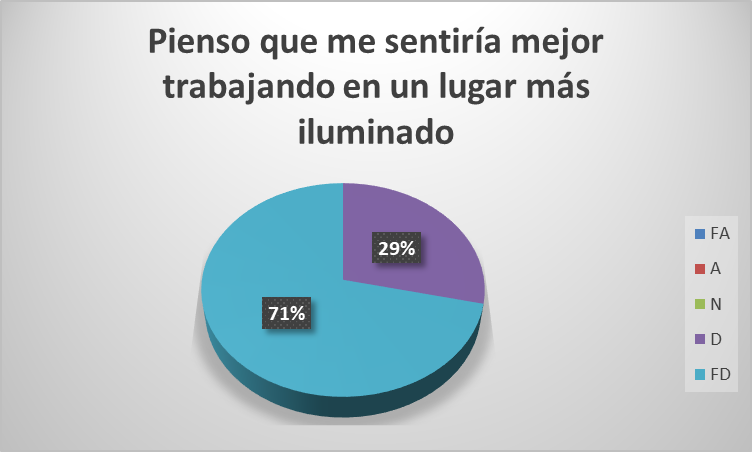 Pienso que me sentiría mejor
trabajando en un lugar más
iluminado
29%
71%
FA
A
N
D
FD